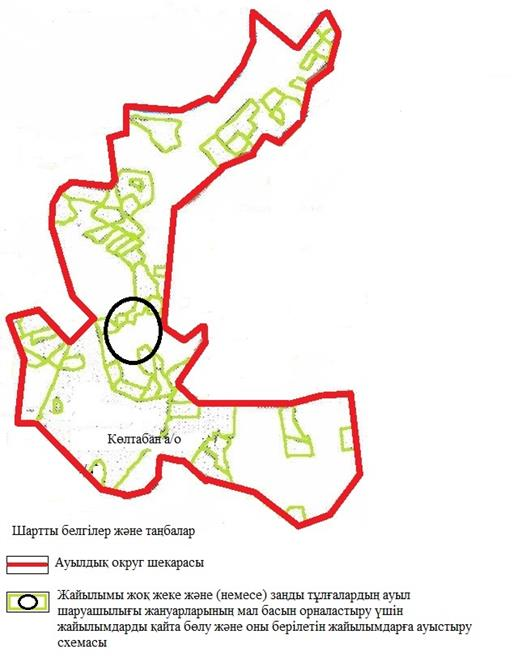 Көлтабан а/о
Шартты белгілер және таңбалар
Ауылдық округ шекарасы
Жайылымы жоқ жеке және (немесе) занды тұлғалардың ауыл
шаруашылығы жануарларының мал басын орналастыру үшін
жайылымдарды қайта бөлу және оны берілетін жайылымдарға ауыстыру
схемасы